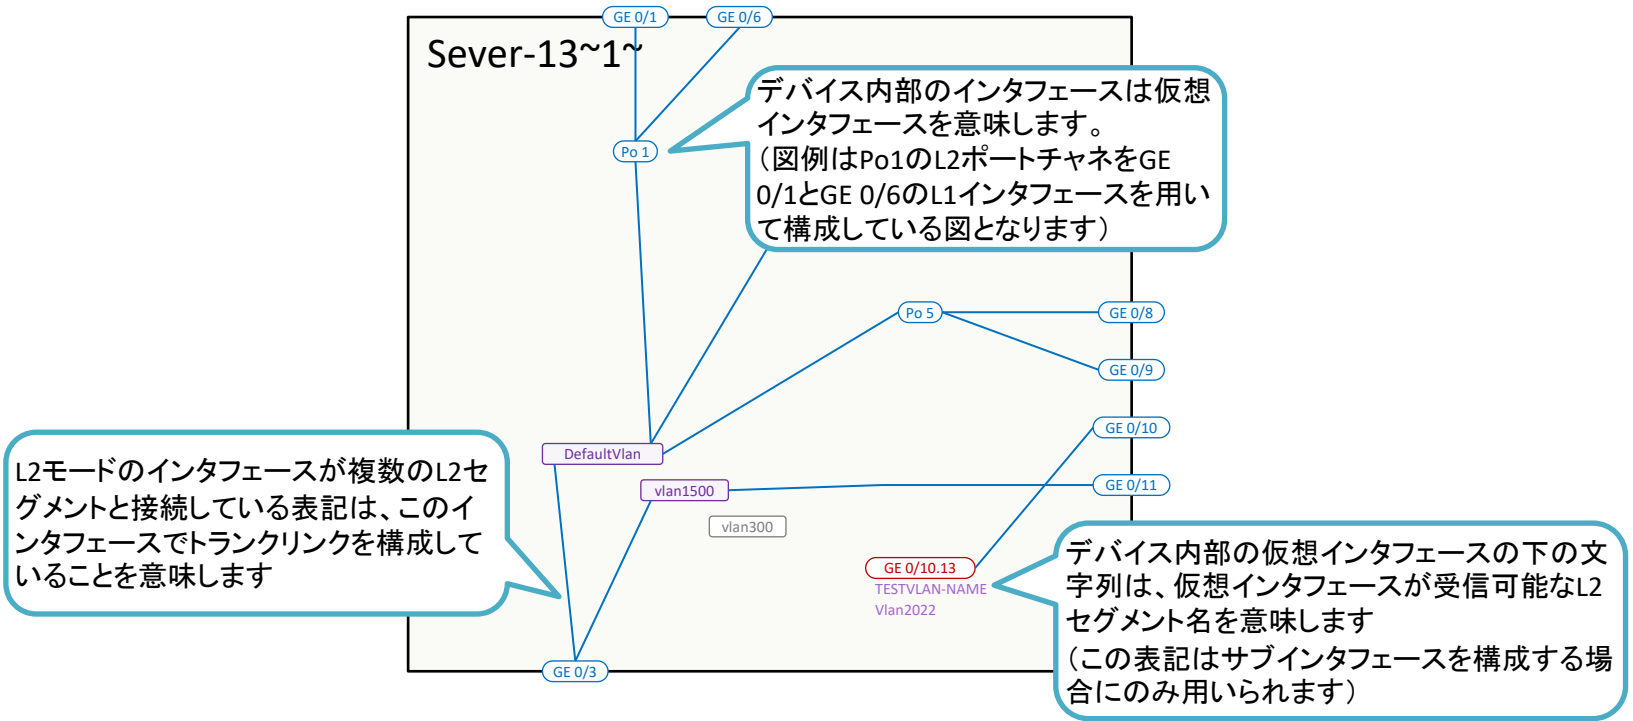 GE 0/1
GE 0/6
Sever-13~1~
デバイス内部のインタフェースは仮想
インタフェースを意味します。
（図例はPo1のL2ポートチャネをGE
0/1とGE 0/6のL1インタフェースを用い
て構成している図となります）
Po 1
Po 5
GE 0/8
GE 0/9
GE 0/10
DefaultVlan
L2モードのインタフェースが複数のL2セ
グメントと接続している表記は、このイ
ンタフェースでトランクリンクを構成して
いることを意味します
vlan1500
GE 0/11
vlan300
デバイス内部の仮想インタフェースの下の文
字列は、仮想インタフェースが受信可能なL2
セグメント名を意味します
（この表記はサブインタフェースを構成する場
合にのみ用いられます）
GE 0/10.13
TESTVLAN-NAME
Vlan2022
GE 0/3